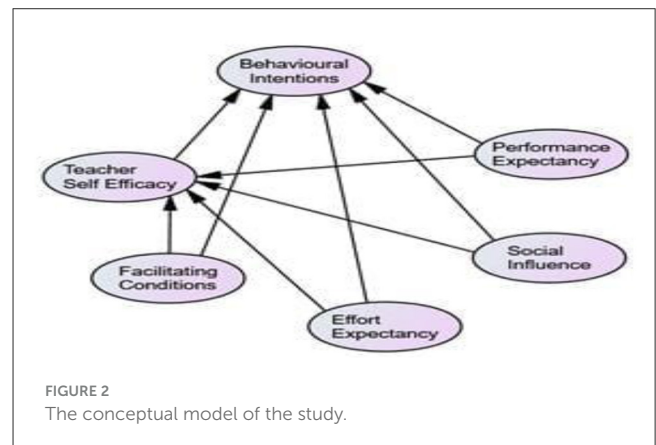 Behavioural
Intentions
Performance
Expectancy
Teacher
Self Efficacy
Social
Influence
Facilitating
Conditions
Effort
Expectancy
FIGURE 2
The conceptual model of the study.